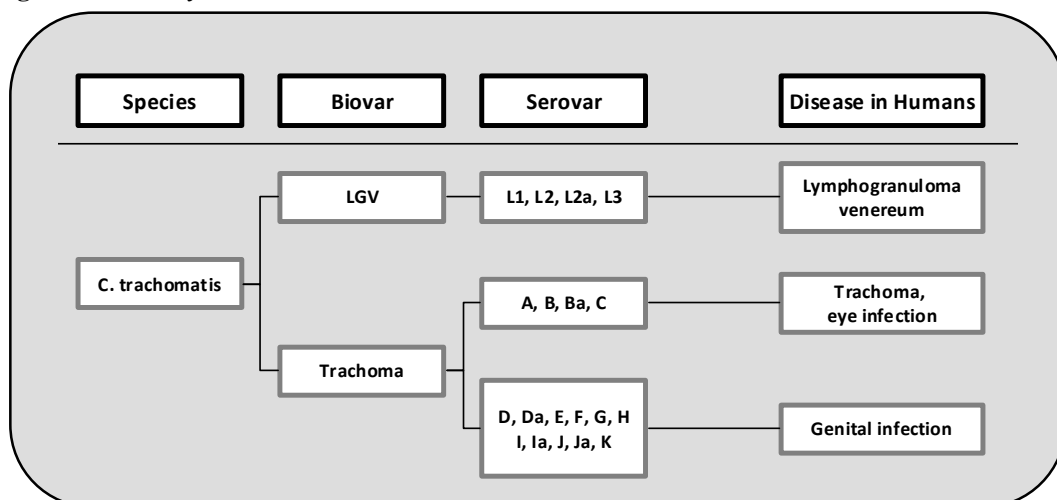 Species
Biovar
Serovar
Disease in Humans
LGV
L1, L2, L2a, L3
Lymphogranuloma
venereum
C. trachomatis
A, B, Ba, C
Trachoma,
eye infection
Trachoma
D, Da, E, F, G, H
I, Ia, J, Ja, K
Genital infection